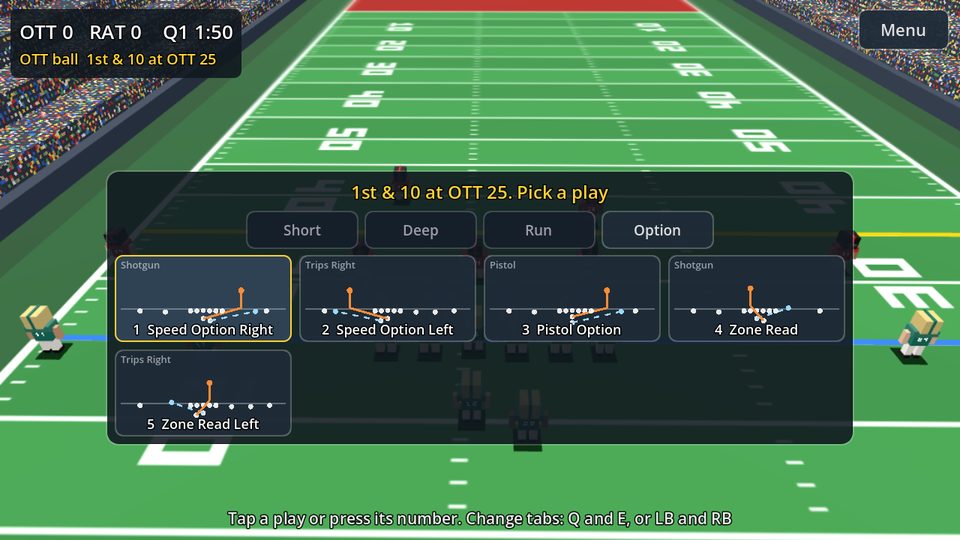 OTT 0 RAT 0 Q1 1:50
OTT ball 1st & 10 at OTT 25
Menu
1st & 10 at OTT 25. Pick a play
Short
Deep
Run
Option
Shotgun
1 Speed Option Right
Trips Right
2 Speed Option Left
Pistol
3 Pistol Option
Shotgun
4 Zone Read
Trips Right
5 Zone Read Left
Tap a play or press its number. Change tabs: Q and E, or LB and RB